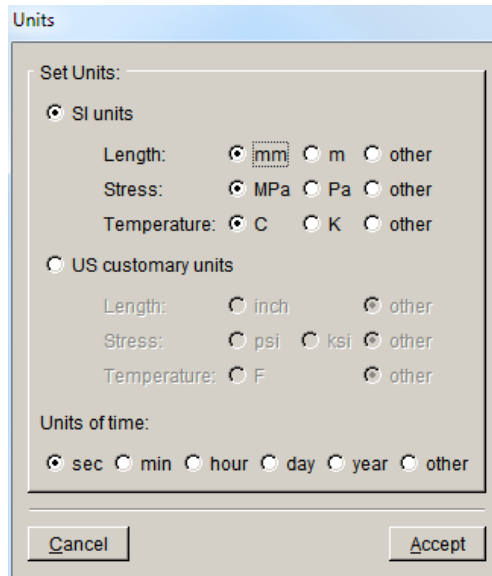 Units
Set Units:
SI units
Length: mm m other
Stress: MPa Pa other
Temperature: C K other
US customary units
Length: inch other
Stress: psi ksi other
Temperature: F other
Units of time:
sec min hour day year other
Cancel Accept